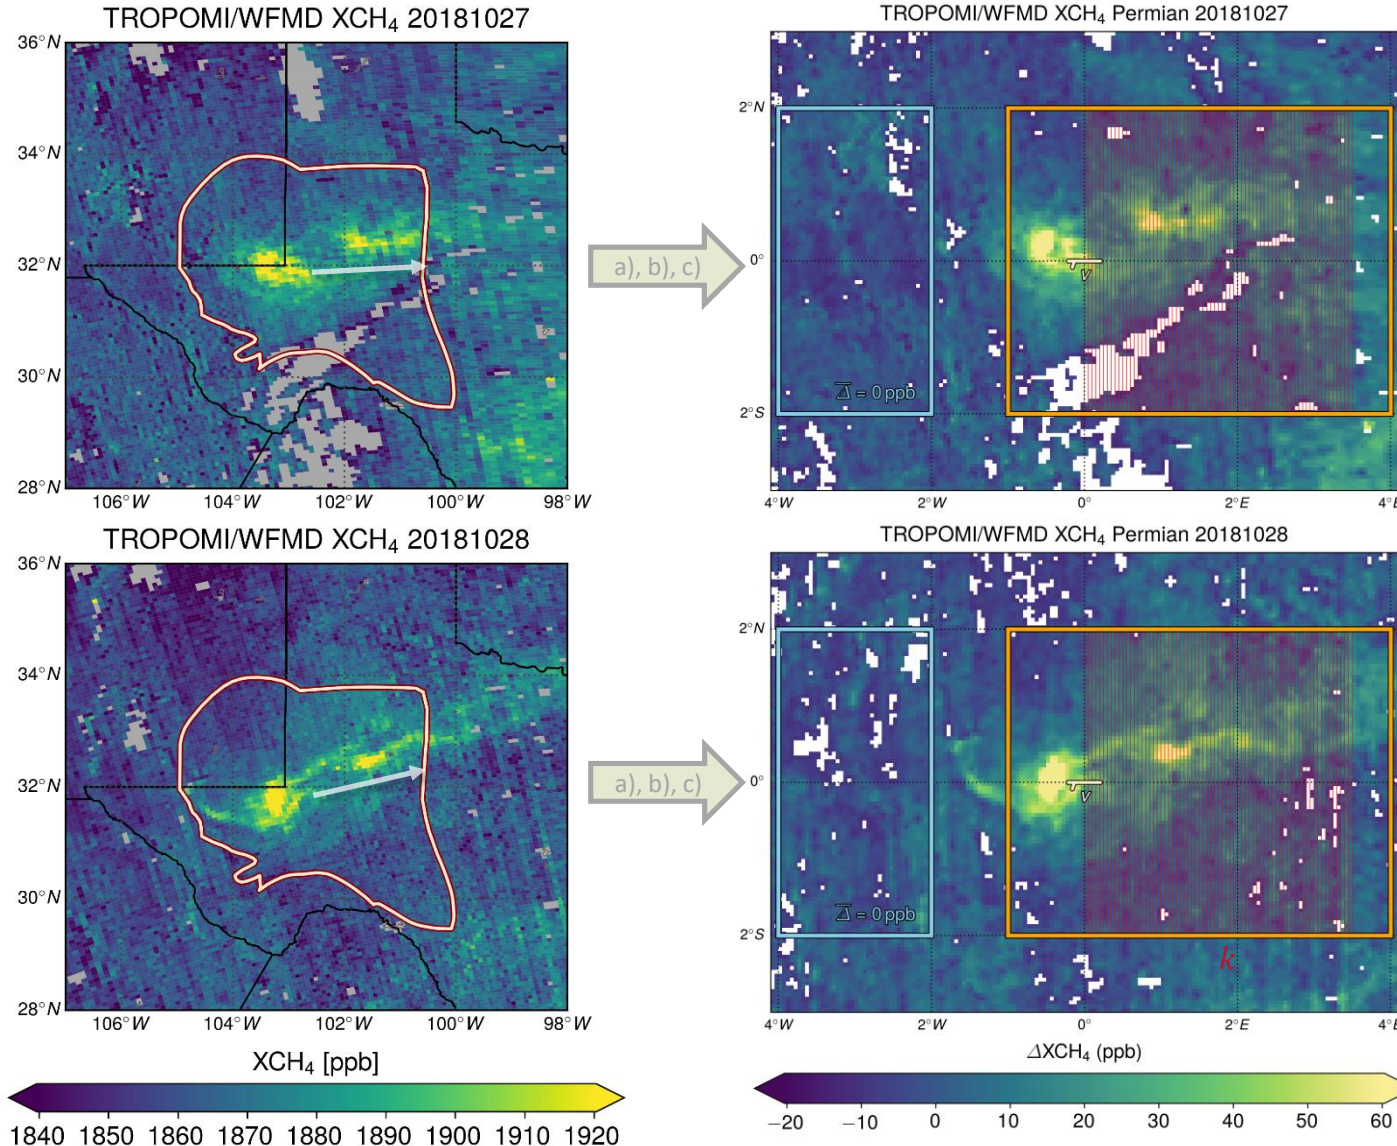 TROPOMI/WFMD XCH₄ 20181027
36°N
34°N
32°N
30°N
28°N
106°W 104°W 102°W 100°W 98°W
a), b), c)
TROPOMI/WFMD XCH₄ Permian 20181027
2°N
0°
2°S
4°W 2°W 0° 2°E 4°E
Δ̅ = 0 ppb
v
TROPOMI/WFMD XCH₄ 20181028
36°N
34°N
32°N
30°N
28°N
106°W 104°W 102°W 100°W 98°W
a), b), c)
TROPOMI/WFMD XCH₄ Permian 20181028
2°N
0°
2°S
4°W 2°W 0° 2°E 4°E
Δ̅ = 0 ppb
v
k
XCH₄ [ppb]
1840 1850 1860 1870 1880 1890 1900 1910 1920
ΔXCH₄ (ppb)
−20 −10 0 10 20 30 40 50 60